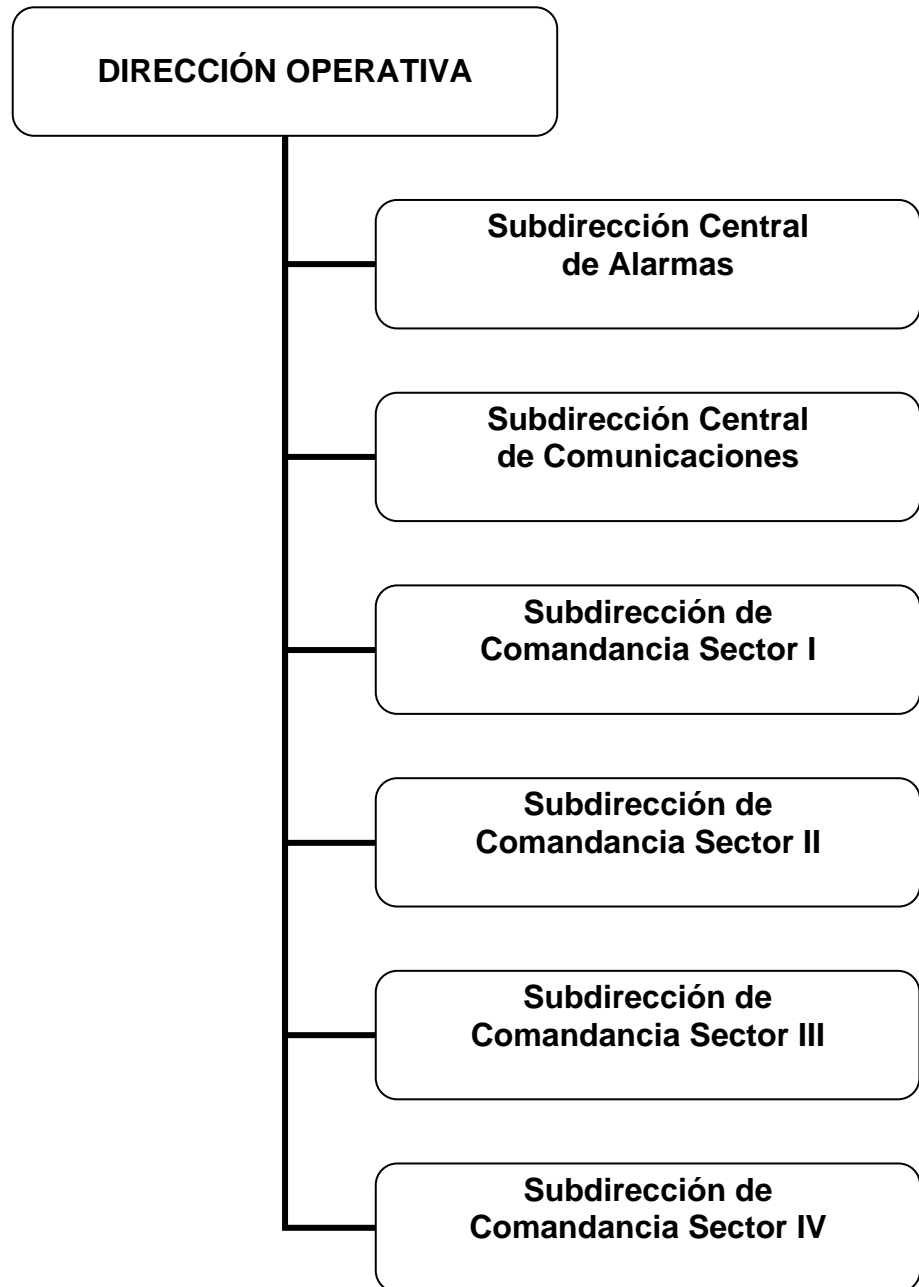 DIRECCIÓN OPERATIVA
Subdirección Central
de Alarmas
Subdirección Central
de Comunicaciones
Subdirección de
Comandancia Sector I
Subdirección de
Comandancia Sector II
Subdirección de
Comandancia Sector III
Subdirección de
Comandancia Sector IV